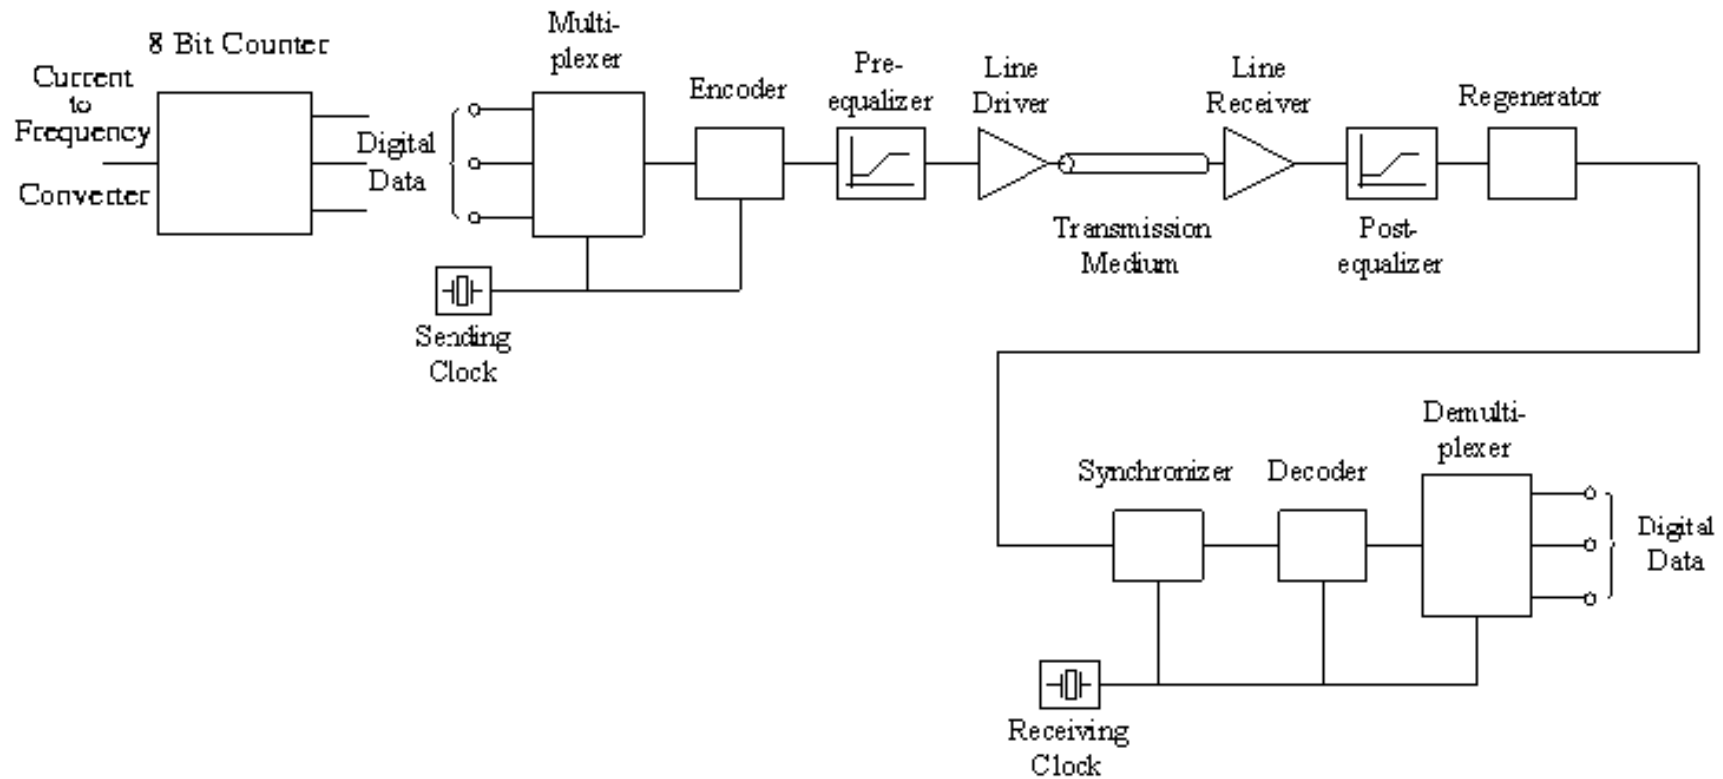 8 Bit Counter
Current
to
Frequency
Converter
Digital
Data
Multi-
plexer
Encoder
Pre-
equalizer
Line
Driver
Line
Receiver
Regenerator
Transmission
Medium
Post-
equalizer
Sending
Clock
Synchronizer
Decoder
Demulti-
plexer
Digital
Data
Receiving
Clock